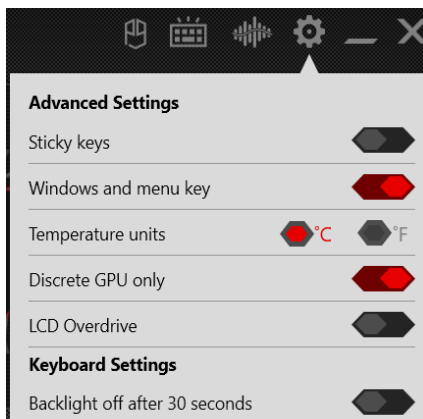 Advanced Settings
Sticky keys
Windows and menu key
Temperature units °C °F
Discrete GPU only
LCD Overdrive
Keyboard Settings
Backlight off after 30 seconds